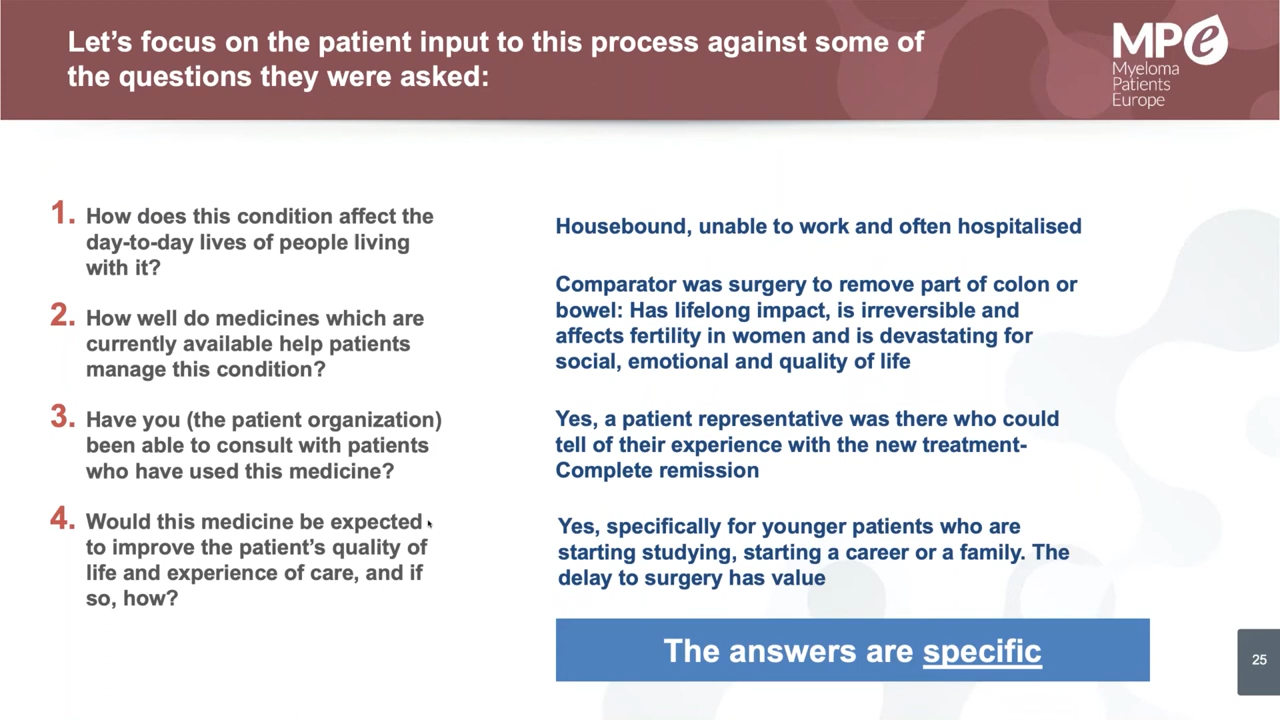 Let's focus on the patient input to this process against some of
the questions they were asked:
MPe
Myeloma
Patients
Europe
1. How does this condition affect the
day-to-day lives of people living
with it?
Housebound, unable to work and often hospitalised
2. How well do medicines which are
currently available help patients
manage this condition?
Comparator was surgery to remove part of colon or
bowel: Has lifelong impact, is irreversible and
affects fertility in women and is devastating for
social, emotional and quality of life
3. Have you (the patient organization)
been able to consult with patients
who have used this medicine?
Yes, a patient representative was there who could
tell of their experience with the new treatment-
Complete remission
4. Would this medicine be expected
to improve the patient's quality of
life and experience of care, and if
so, how?
Yes, specifically for younger patients who are
starting studying, starting a career or a family. The
delay to surgery has value
The answers are specific
25